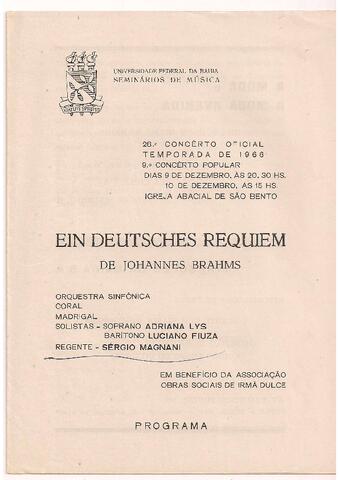 UNIVERSIDADE FEDERAL DA BAHIA
SEMINÁRIOS DE MÚSICA
26.º CONCÊRTO OFICIAL
TEMPORADA DE 1966
9.º CONCÊRTO POPULAR
DIAS 9 DE DEZEMBRO, ÀS 20,30 HS.
10 DE DEZEMBRO, ÀS 15 HS.
IGREJA ABACIAL DE SÃO BENTO
EIN DEUTSCHES REQUIEM
DE JOHANNES BRAHMS
ORQUESTRA SINFÔNICA
CORAL
MADRIGAL
SOLISTAS - SOPRANO ADRIANA LYS
BARÍTONO LUCIANO FIUZA
REGENTE - SÉRGIO MAGNANI
EM BENEFÍCIO DA ASSOCIAÇÃO
OBRAS SOCIAIS DE IRMÃ DULCE
PROGRAMA